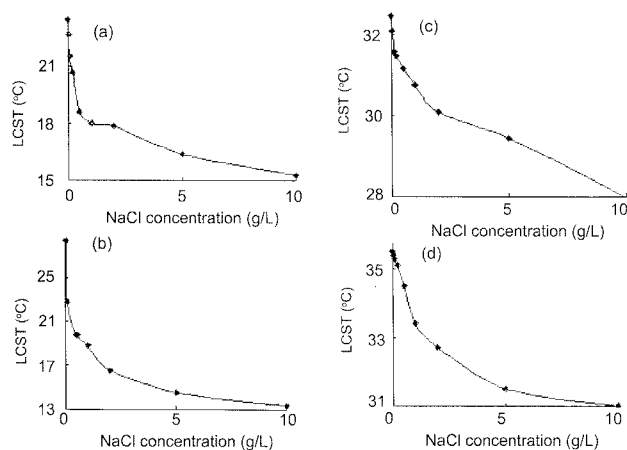 (a)
21
18
15
LCST (°C)
0
5
10
NaCl concentration (g/L)
(c)
32
30
28
LCST (°C)
0
5
10
NaCl concentration (g/L)
(b)
25
21
17
13
LCST (°C)
0
5
10
NaCl concentration (g/L)
(d)
35
33
31
LCST (°C)
0
5
10
NaCl concentration (g/L)